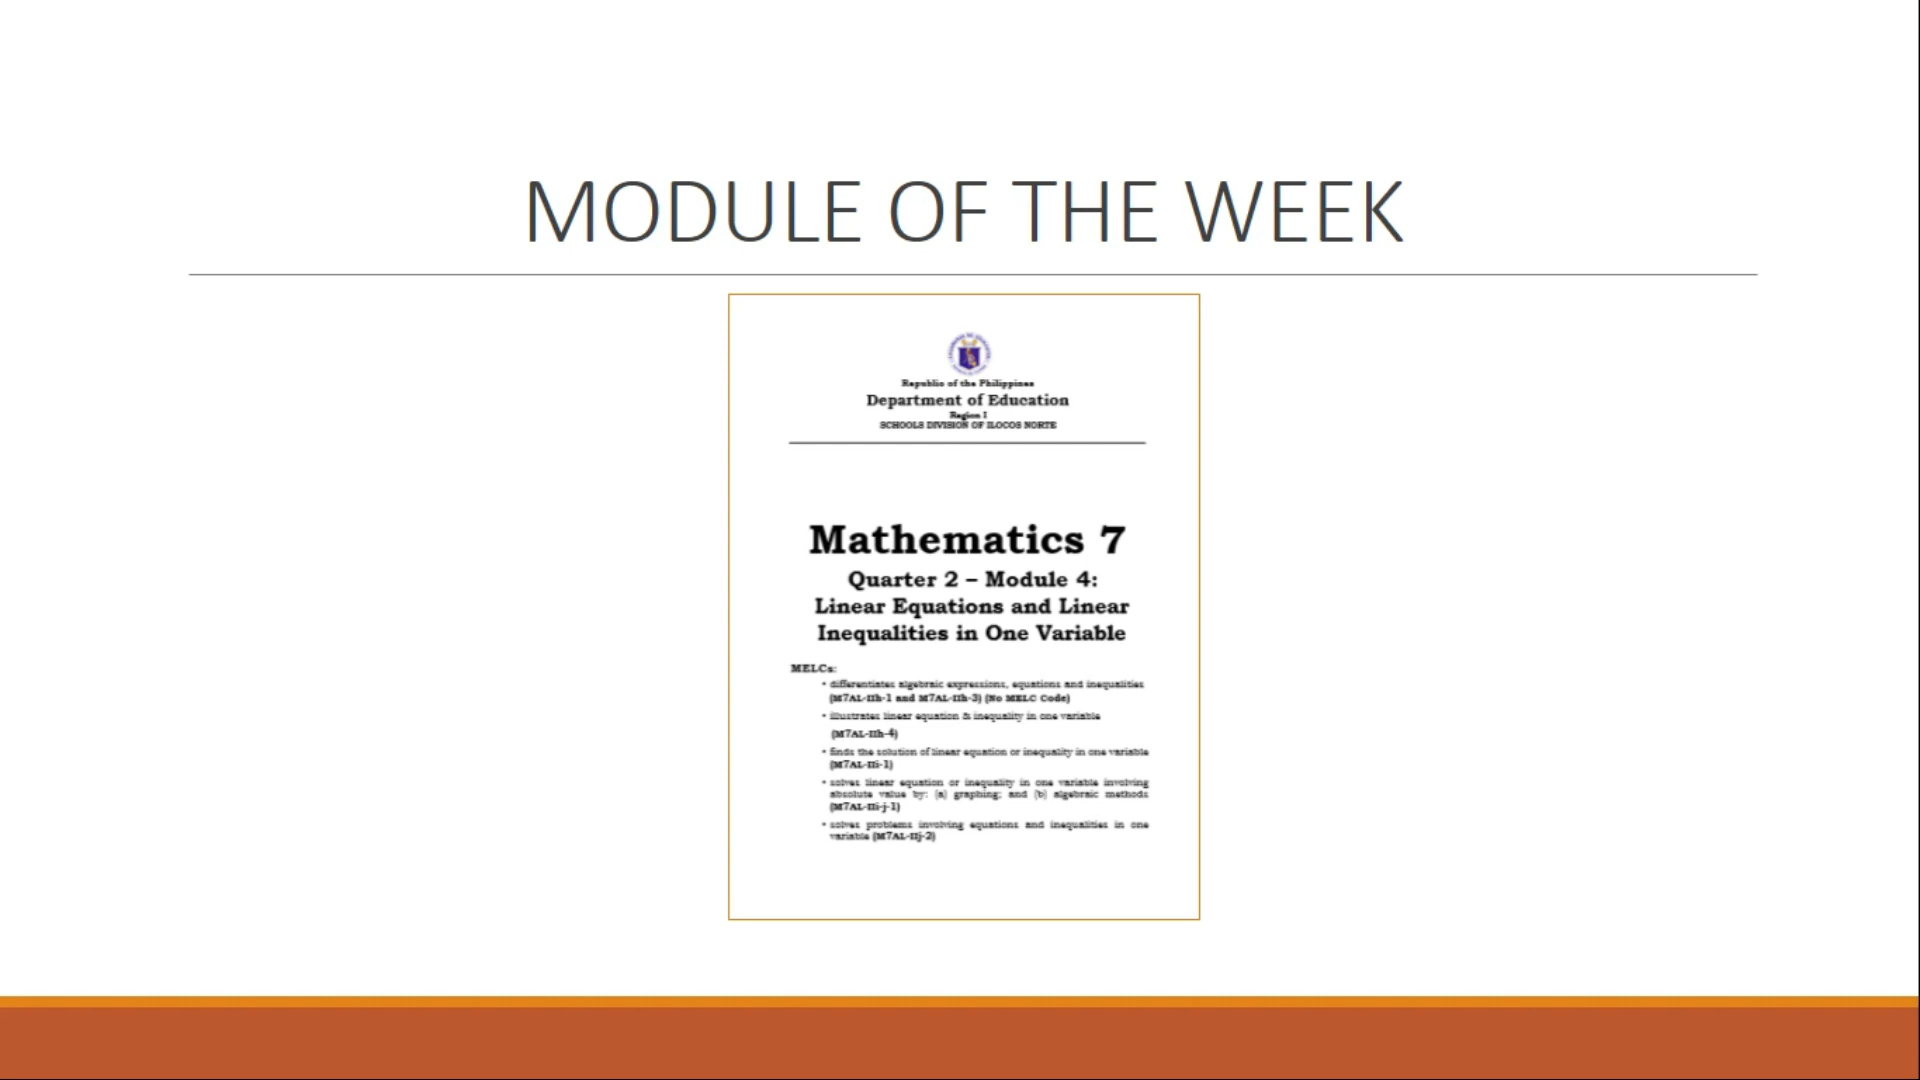 MODULE OF THE WEEK
Republic of the Philippines
Department of Education
Region I
SCHOOLS DIVISION OF ILOCOS NORTE
Mathematics 7
Quarter 2 – Module 4:
Linear Equations and Linear
Inequalities in One Variable
MELCs:
• differentiates algebraic expressions, equations and inequalities
(M7AL-IIh-1 and M7AL-IIh-3) (No MELC Code)
• illustrates linear equation & inequality in one variable
(M7AL-IIh-4)
• finds the solution of linear equation or inequality in one variable
(M7AL-IIi-1)
• solves linear equation or inequality in one variable involving
absolute value by: (a) graphing; and (b) algebraic methods
(M7AL-IIi-j-1)
• solves problems involving equations and inequalities in one
variable (M7AL-IIj-2)